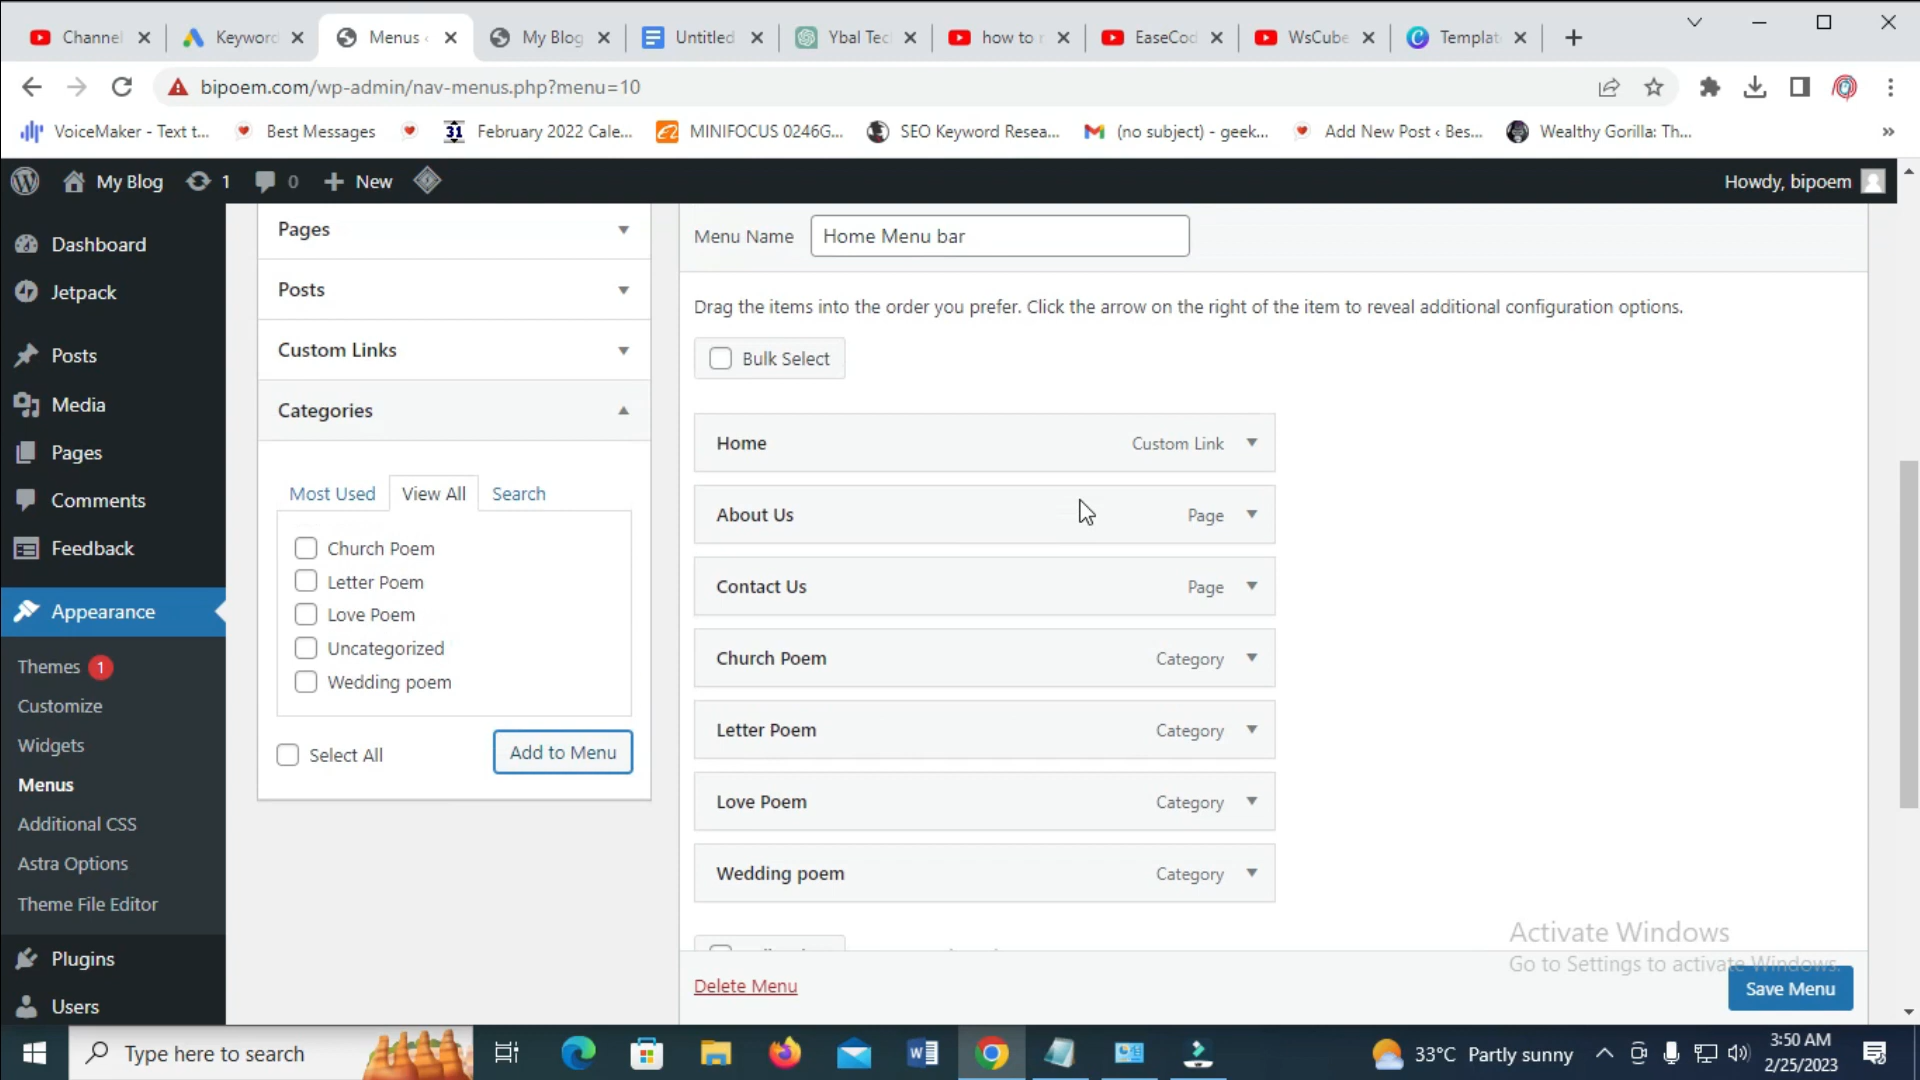 Channel
Keyword
Menus ‹
My Blog
Untitled
Ybal Tec
how to r
EaseCod
WsCube
Templat
bipoem.com/wp-admin/nav-menus.php?menu=10
VoiceMaker - Text t...
Best Messages
31
February 2022 Cale...
MINIFOCUS 0246G...
SEO Keyword Resea...
(no subject) - geek...
Add New Post ‹ Bes...
Wealthy Gorilla: Th...
»
My Blog
1
0
+ New
Howdy, bipoem
Dashboard
Jetpack
Posts
Media
Pages
Comments
Feedback
Appearance
Themes 1
Customize
Widgets
Menus
Additional CSS
Astra Options
Theme File Editor
Plugins
Users
Pages
Posts
Custom Links
Categories
Most Used
View All
Search
Church Poem
Letter Poem
Love Poem
Uncategorized
Wedding poem
Select All
Add to Menu
Menu Name
Home Menu bar
Drag the items into the order you prefer. Click the arrow on the right of the item to reveal additional configuration options.
Bulk Select
Home Custom Link
About Us Page
Contact Us Page
Church Poem Category
Letter Poem Category
Love Poem Category
Wedding poem Category
Delete Menu
Activate Windows
Go to Settings to activate Windows.
Save Menu
Type here to search
33°C Partly sunny
3:50 AM
2/25/2023